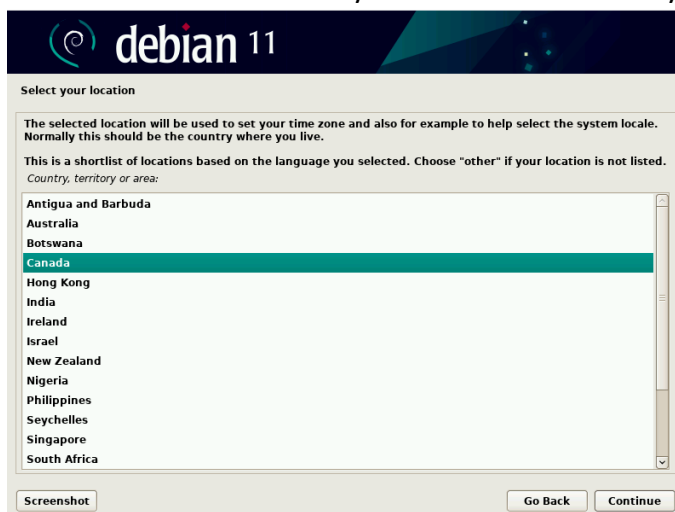 debian 11
Select your location
The selected location will be used to set your time zone and also for example to help select the system locale.
Normally this should be the country where you live.
This is a shortlist of locations based on the language you selected. Choose "other" if your location is not listed.
Country, territory or area:
Antigua and Barbuda
Australia
Botswana
Canada
Hong Kong
India
Ireland
Israel
New Zealand
Nigeria
Philippines
Seychelles
Singapore
South Africa
Screenshot Go Back Continue